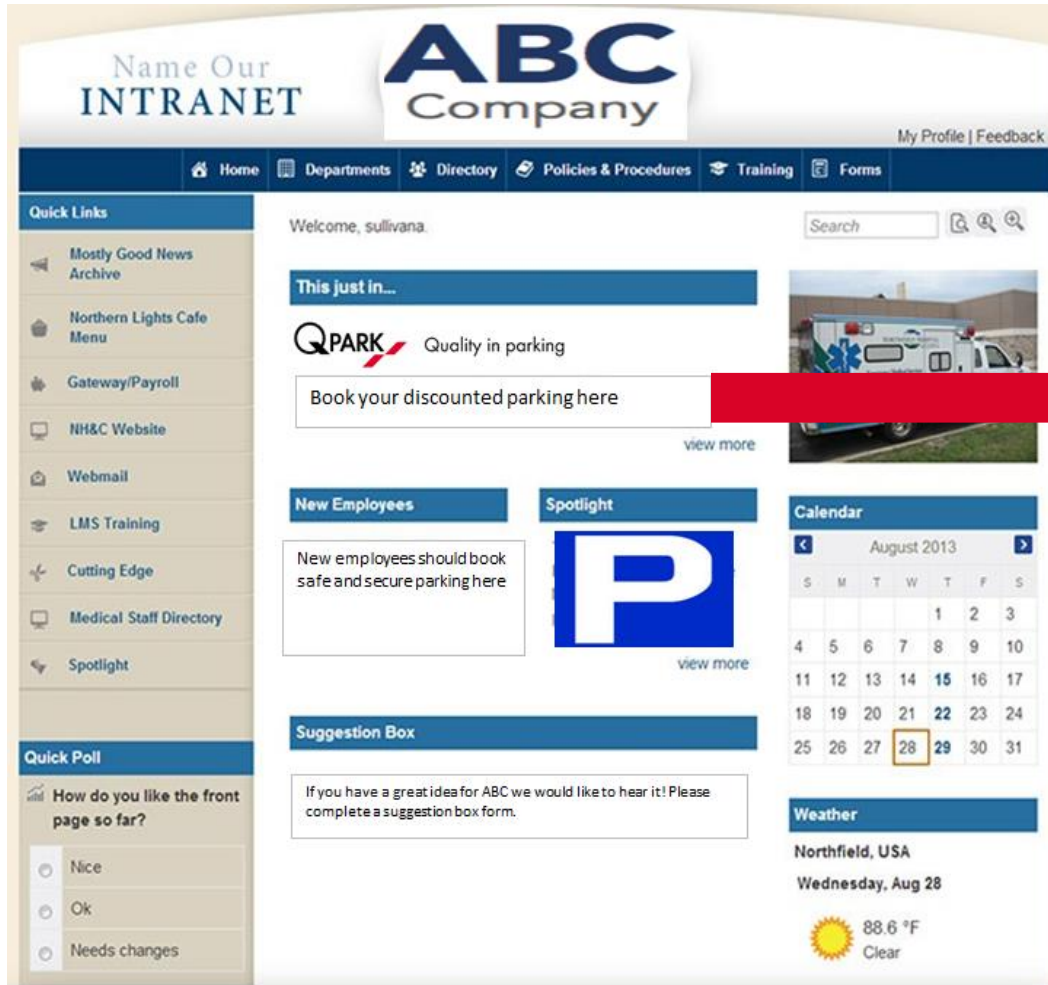 Name Our
INTRANET
ABC
Company
My Profile | Feedback
Home Departments Directory Policies & Procedures Training Forms
Quick Links
Mostly Good News
Archive
Northern Lights Cafe
Menu
Gateway/Payroll
NH&C Website
Webmail
LMS Training
Cutting Edge
Medical Staff Directory
Spotlight
Quick Poll
How do you like the front
page so far?
Nice
Ok
Needs changes
Welcome, sullivana.
Search
This just in...
QPARK Quality in parking
Book your discounted parking here
view more
New Employees
New employees should book
safe and secure parking here
Spotlight
P
view more
Suggestion Box
If you have a great idea for ABC we would like to hear it! Please
complete a suggestion box form.
Calendar
August 2013
S M T W T F S
1 2 3
4 5 6 7 8 9 10
11 12 13 14 15 16 17
18 19 20 21 22 23 24
25 26 27 28 29 30 31
Weather
Northfield, USA
Wednesday, Aug 28
88.6 °F
Clear